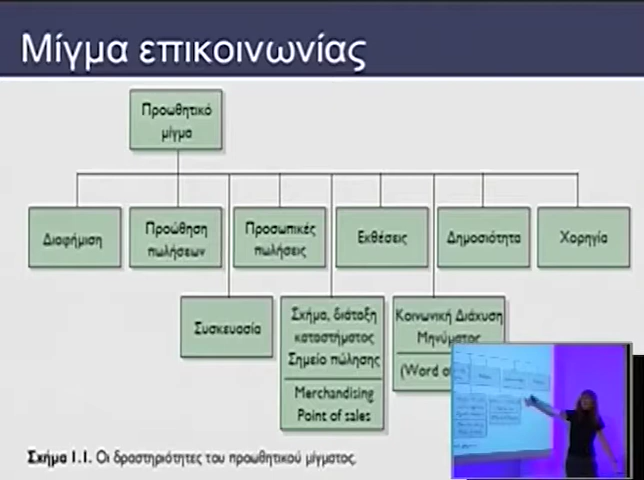 Μίγμα επικοινωνίας
Προωθητικό
μίγμα
Διαφήμιση
Προώθηση
πωλήσεων
Προσωπικές
πωλήσεις
Εκθέσεις
Δημοσιότητα
Χορηγία
Συσκευασία
Σχήμα, διάταξη
καταστήματος
Σημείο πώλησης
Merchandising
Point of sales
Κοινωνική Διάχυση
Μηνύματος
(Word
Σχήμα 1.1. Οι δραστηριότητες του προωθητικού μίγματος.